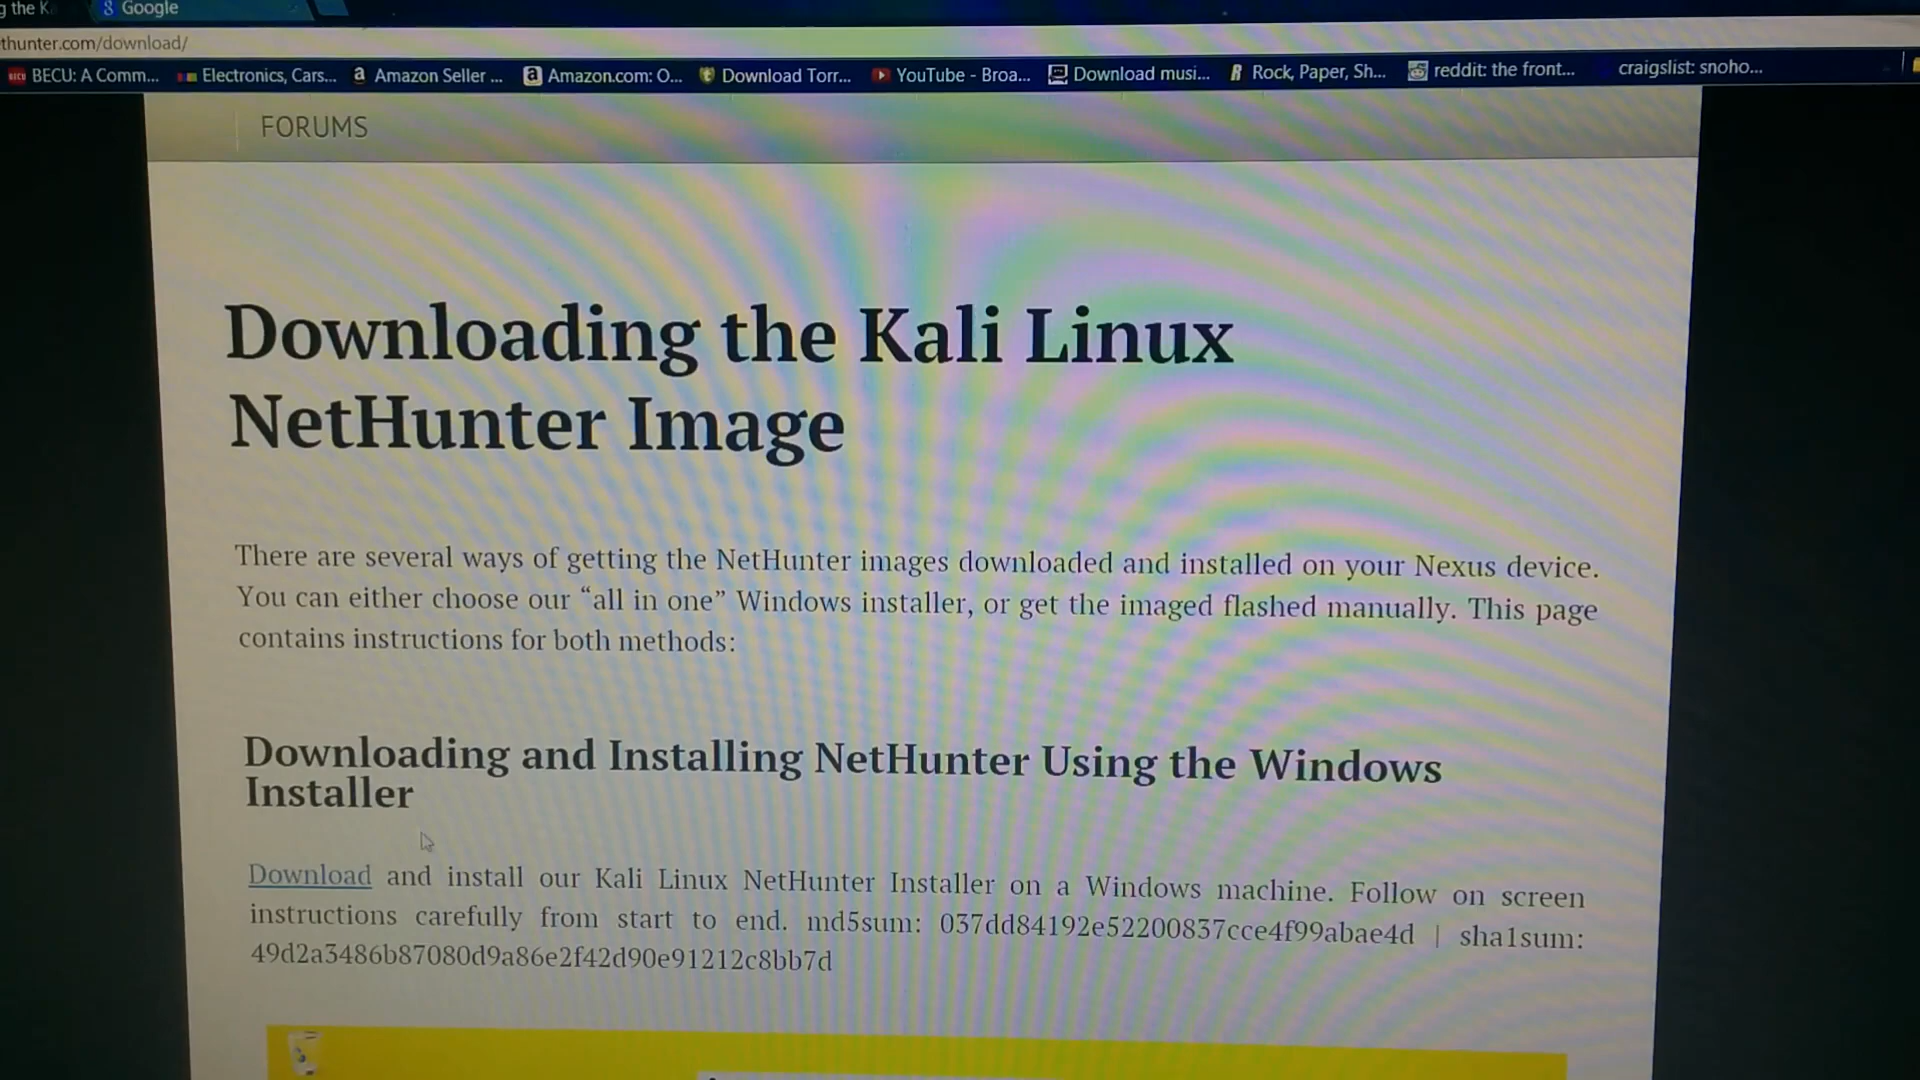 g the K
Google
thunter.com/download/
BECU: A Comm... Electronics, Cars... Amazon Seller ... Amazon.com: O... Download Torr... YouTube - Broa... Download musi... Rock, Paper, Sh... reddit: the front... craigslist: snoho...
FORUMS
Downloading the Kali Linux
NetHunter Image
There are several ways of getting the NetHunter images downloaded and installed on your Nexus device.
You can either choose our “all in one” Windows installer, or get the imaged flashed manually. This page
contains instructions for both methods:
Downloading and Installing NetHunter Using the Windows
Installer
Download and install our Kali Linux NetHunter Installer on a Windows machine. Follow on screen
instructions carefully from start to end. md5sum: 037dd84192e52200837cce4f99abae4d | sha1sum:
49d2a3486b87080d9a86e2f42d90e91212c8bb7d